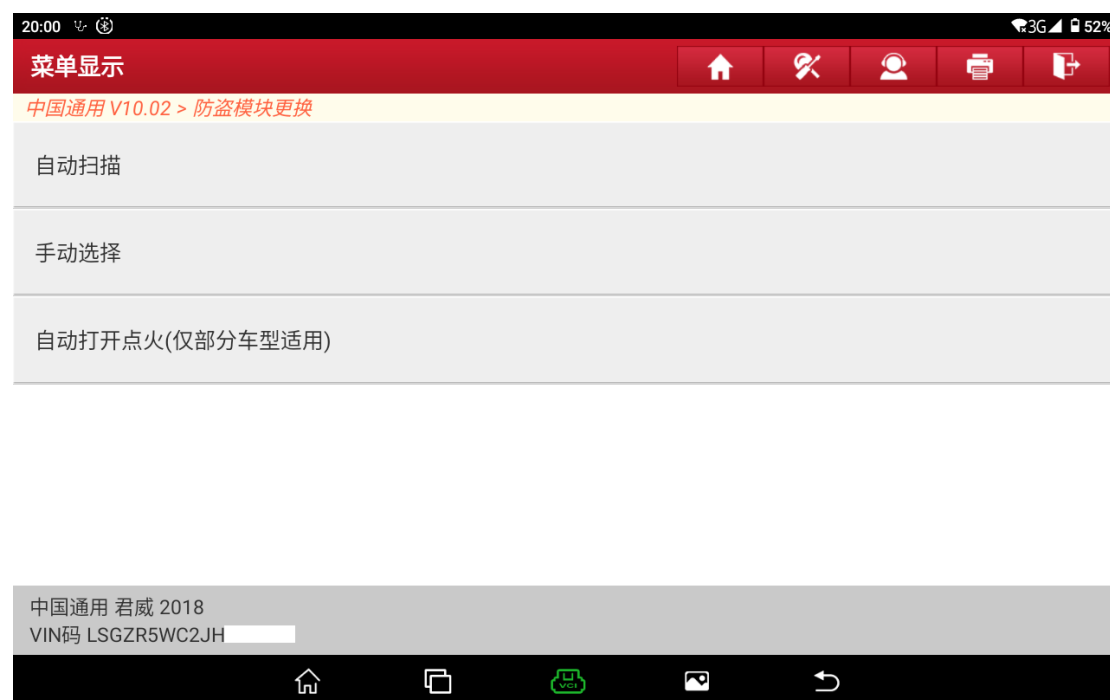 20:00 3G 52%
菜单显示
中国通用 V10.02 > 防盗模块更换
自动扫描
手动选择
自动打开点火(仅部分车型适用)
中国通用 君威 2018
VIN码 LSGZR5WC2JH
VCI